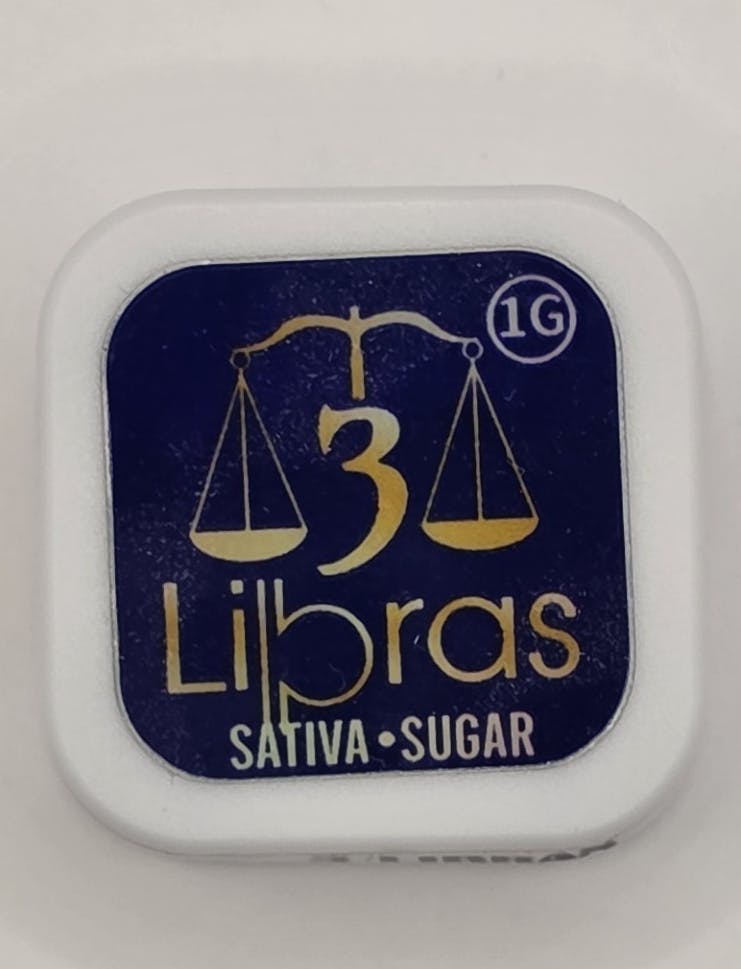 1G
3
Libras
SATIVA • SUGAR